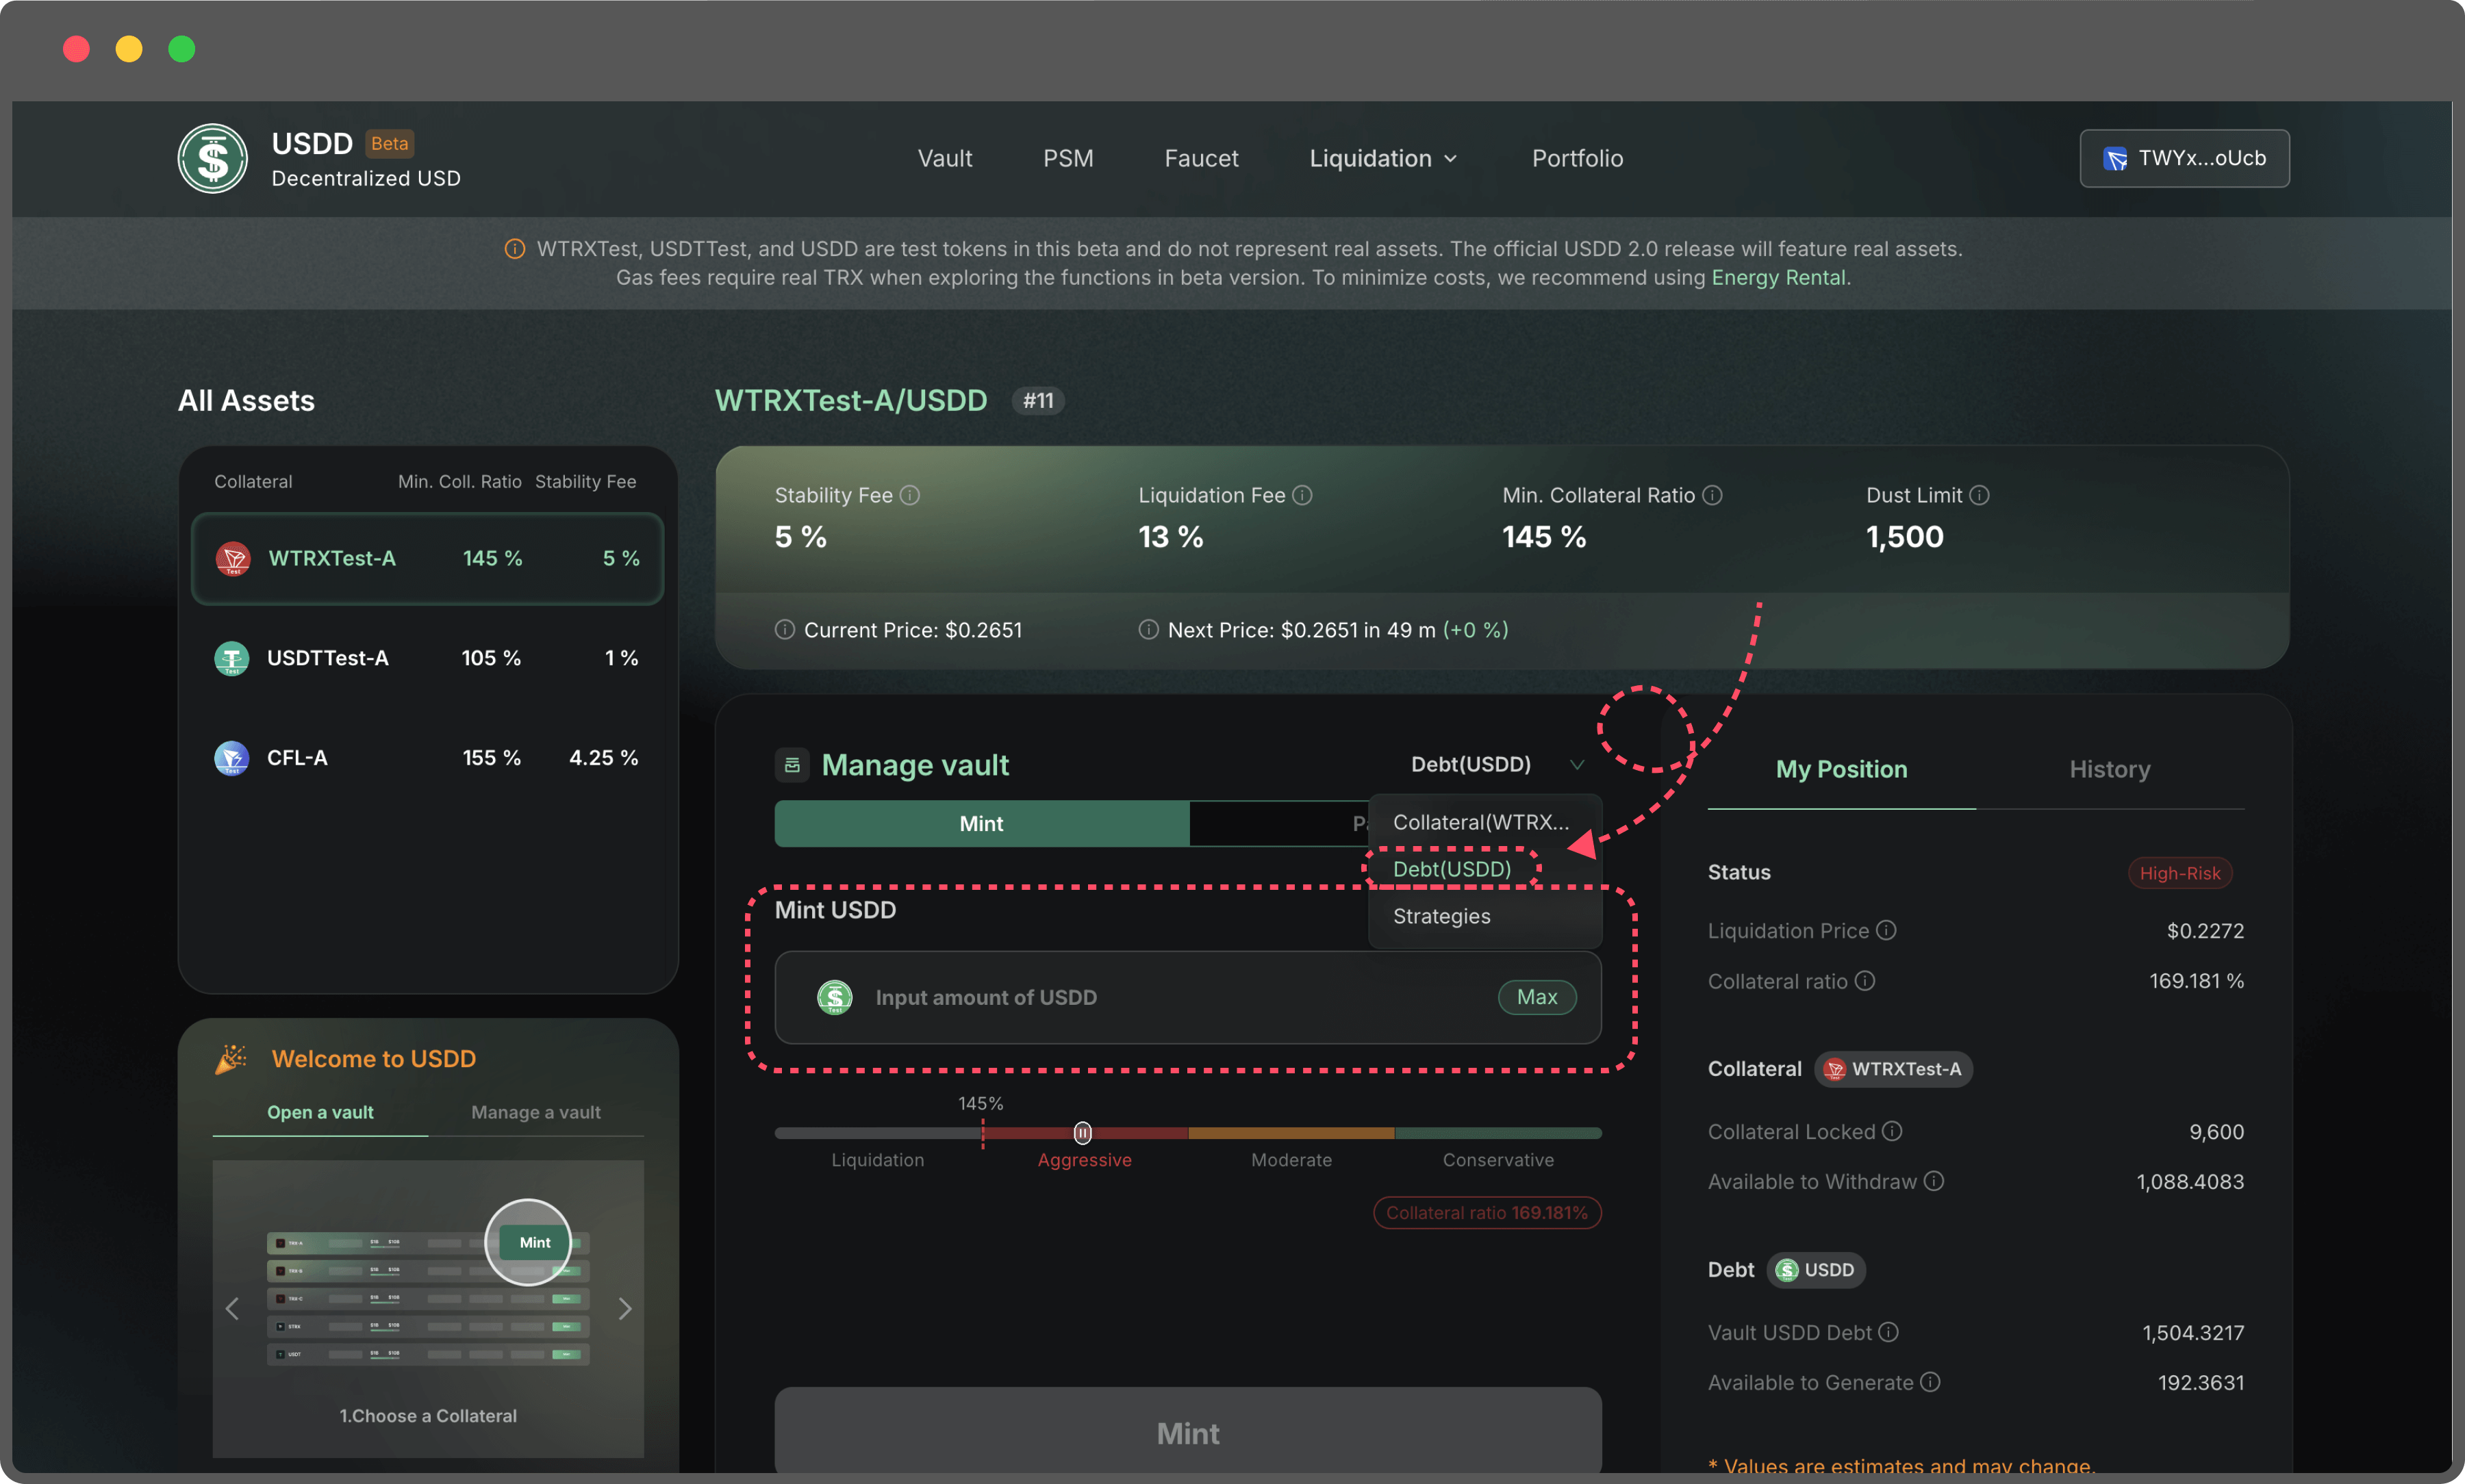 USDD Beta
Decentralized USD
Vault PSM Faucet Liquidation Portfolio
TWYx...oUcb
WTRXTest, USDTTest, and USDD are test tokens in this beta and do not represent real assets. The official USDD 2.0 release will feature real assets.
Gas fees require real TRX when exploring the functions in beta version. To minimize costs, we recommend using Energy Rental.
All Assets
Collateral Min. Coll. Ratio Stability Fee
WTRXTest-A 145 % 5 %
USDTTest-A 105 % 1 %
CFL-A 155 % 4.25 %
Welcome to USDD
Open a vault Manage a vault
Mint
1.Choose a Collateral
WTRXTest-A/USDD #11
Stability Fee Liquidation Fee Min. Collateral Ratio Dust Limit
5 % 13 % 145 % 1,500
Current Price: $0.2651 Next Price: $0.2651 in 49 m (+0 %)
Manage vault Debt(USDD)
Mint
Collateral(WTRX...
Debt(USDD)
Strategies
Mint USDD
Input amount of USDD Max
145%
Liquidation Aggressive Moderate Conservative
Collateral ratio 169.181%
Mint
My Position History
Status High-Risk
Liquidation Price $0.2272
Collateral ratio 169.181 %
Collateral WTRXTest-A
Collateral Locked 9,600
Available to Withdraw 1,088.4083
Debt USDD
Vault USDD Debt 1,504.3217
Available to Generate 192.3631
* Values are estimates and may change.